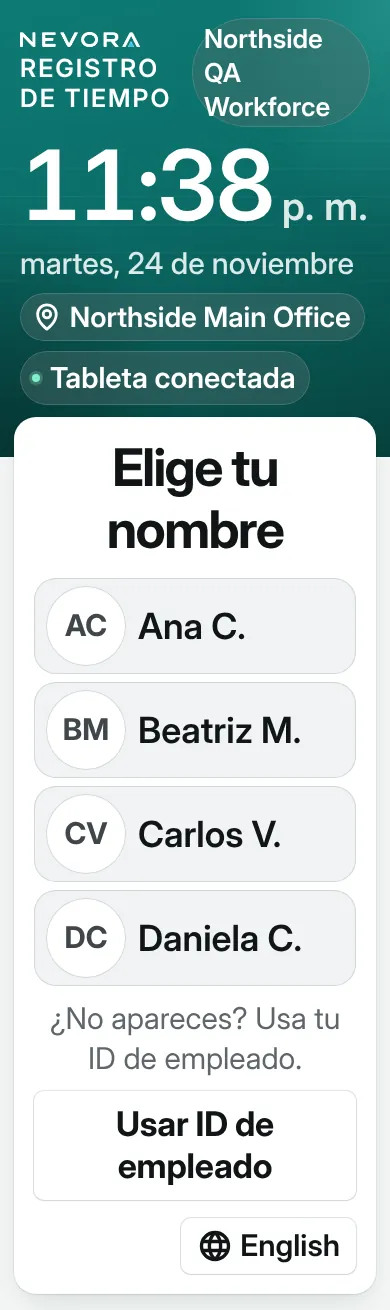 NEVORA
REGISTRO
DE TIEMPO
Northside
QA
Workforce
11:38 p. m.
martes, 24 de noviembre
Northside Main Office
Tableta conectada
Elige tu
nombre
AC Ana C.
BM Beatriz M.
CV Carlos V.
DC Daniela C.
¿No apareces? Usa tu
ID de empleado.
Usar ID de
empleado
English